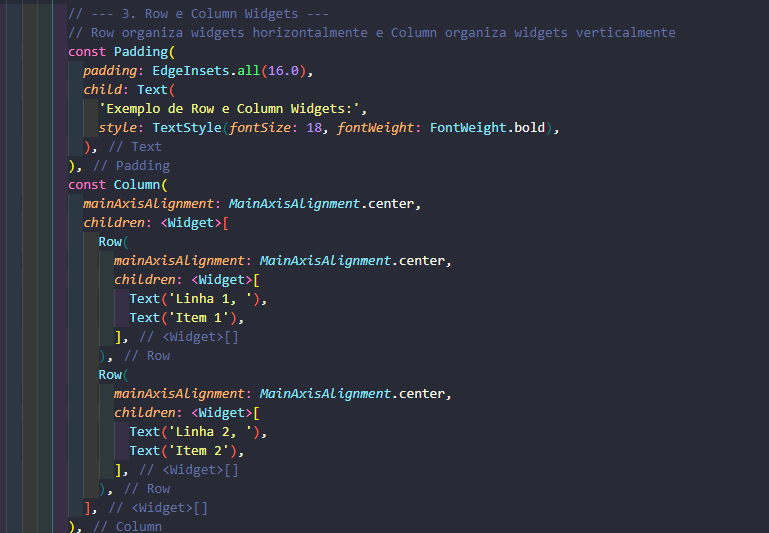 // --- 3. Row e Column Widgets ---
// Row organiza widgets horizontalmente e Column organiza widgets verticalmente
const Padding(
  padding: EdgeInsets.all(16.0),
  child: Text(
    'Exemplo de Row e Column Widgets:',
    style: TextStyle(fontSize: 18, fontWeight: FontWeight.bold),
  ), // Text
), // Padding
const Column(
  mainAxisAlignment: MainAxisAlignment.center,
  children: <Widget>[
    Row(
      mainAxisAlignment: MainAxisAlignment.center,
      children: <Widget>[
        Text('Linha 1, '),
        Text('Item 1'),
      ], // <Widget>[]
    ), // Row
    Row(
      mainAxisAlignment: MainAxisAlignment.center,
      children: <Widget>[
        Text('Linha 2, '),
        Text('Item 2'),
      ], // <Widget>[]
    ), // Row
  ], // <Widget>[]
), // Column